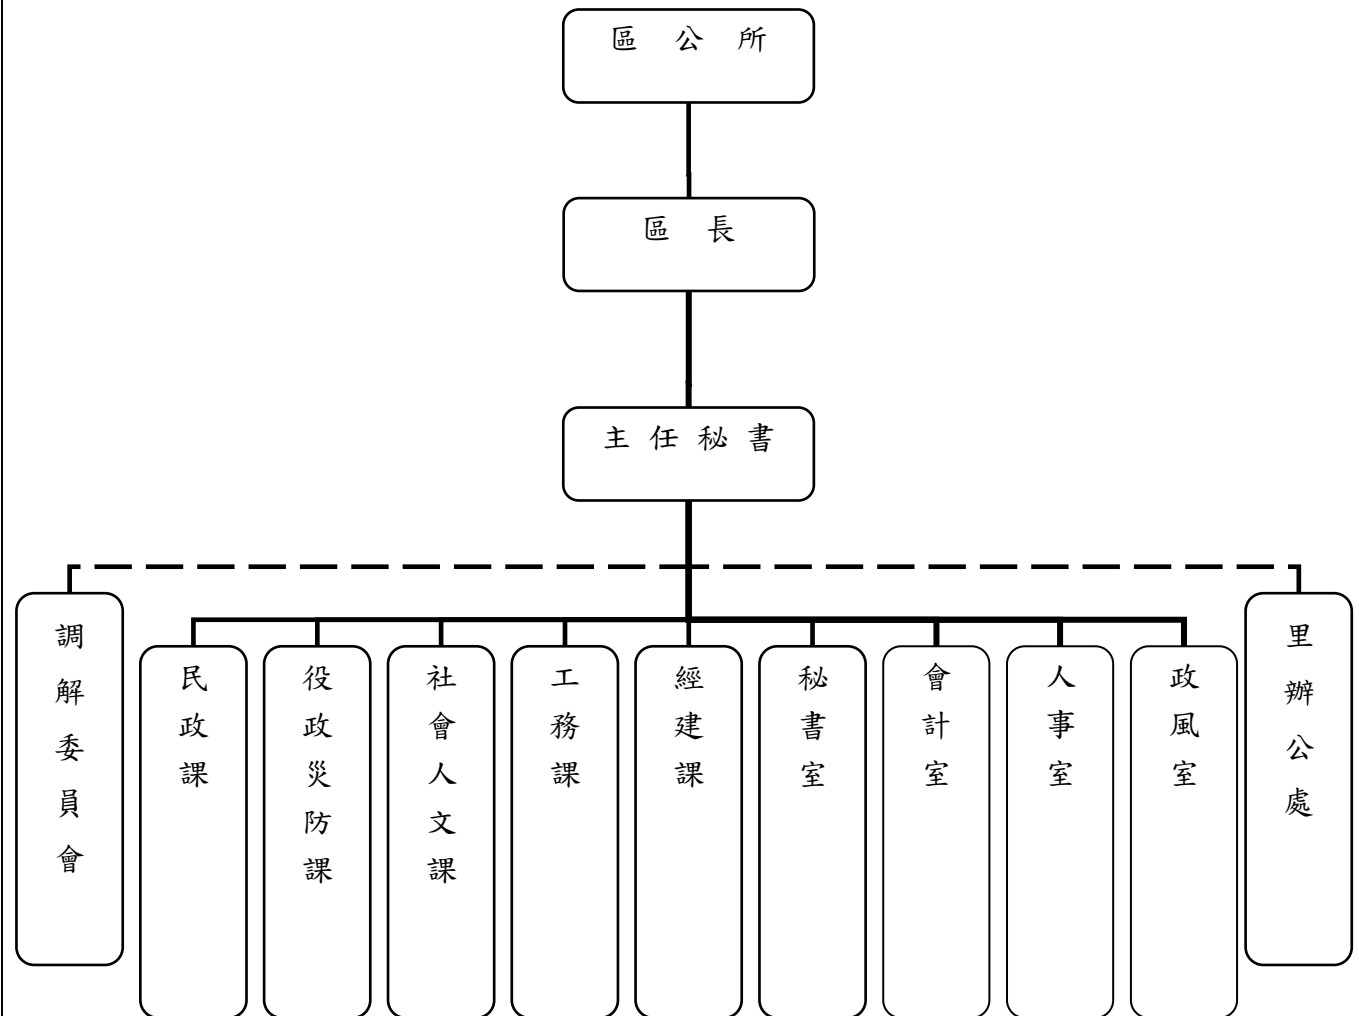 區公所
區長
主任秘書
調解委員會
民政課
役政災防課
社會人文課
工務課
經建課
秘書室
會計室
人事室
政風室
里辦公處